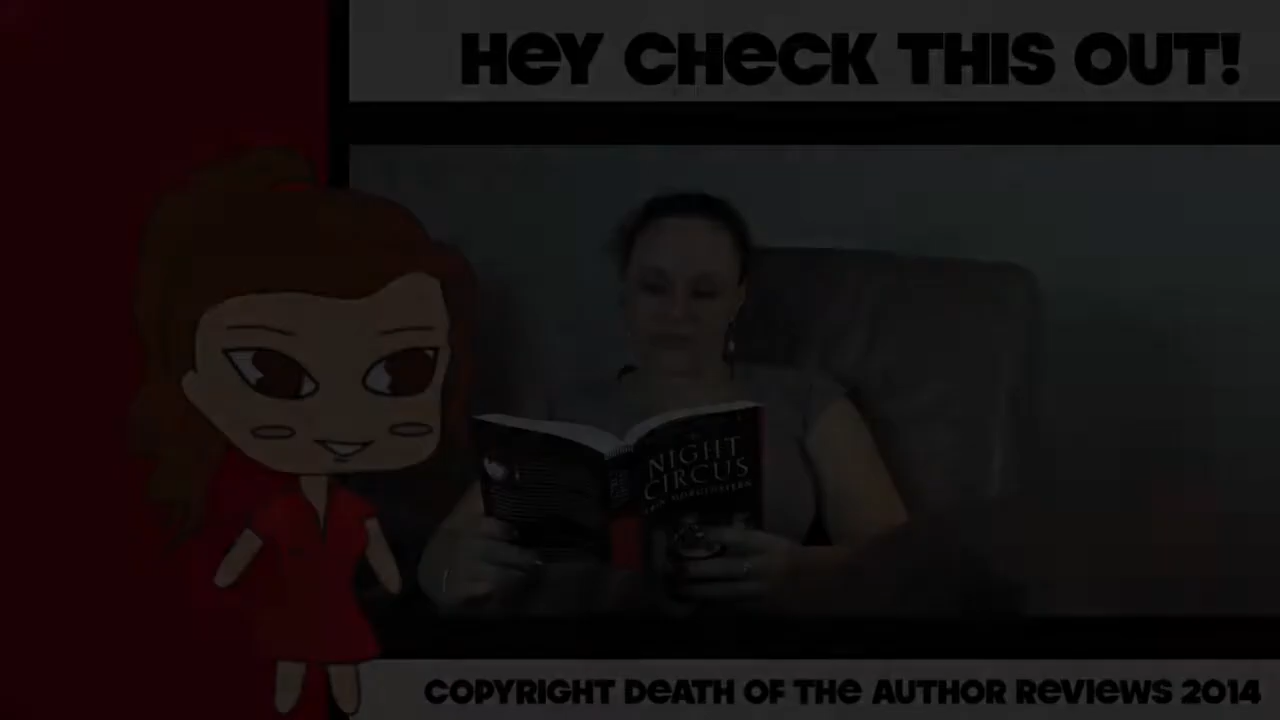 HEY CHECK THIS OUT!
NIGHT
CIRCUS
COPYRIGHT DEATH OF THE AUTHOR REVIEWS 2014